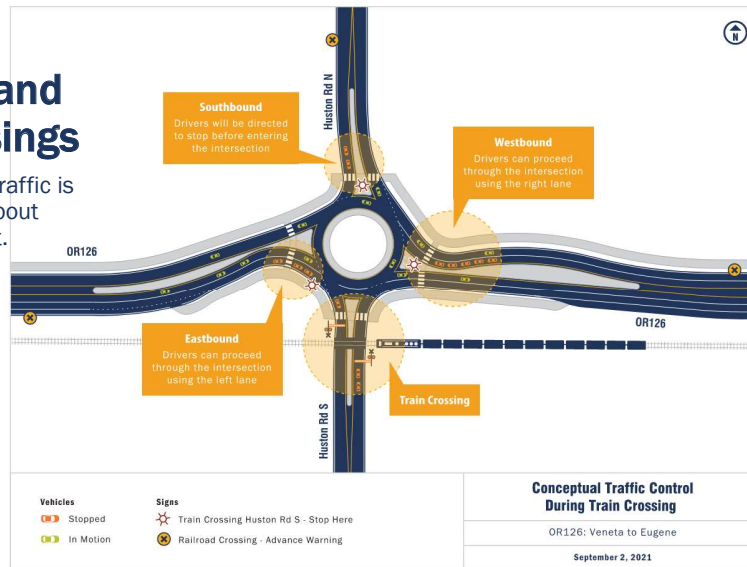 and
sings
raffic is
out
t.
N
Huston Rd N
Southbound
Drivers will be directed
to stop before entering
the intersection
Westbound
Drivers can proceed
through the intersection
using the right lane
OR126
OR126
Eastbound
Drivers can proceed
through the intersection
using the left lane
Train Crossing
Huston Rd S
Vehicles
Stopped
In Motion
Signs
Train Crossing Huston Rd S - Stop Here
Railroad Crossing - Advance Warning
Conceptual Traffic Control
During Train Crossing
OR126: Veneta to Eugene
September 2, 2021